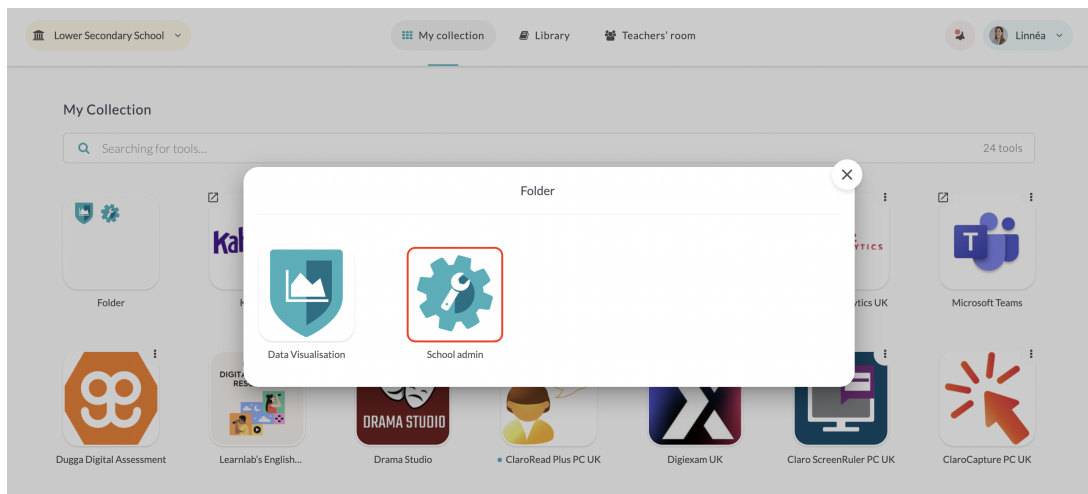 Lower Secondary School
My collection
Library
Teachers' room
Linnéa
My Collection
Searching for tools...
24 tools
Folder
Folder
Microsoft Teams
Data Visualisation
School admin
DRAMA STUDIO
Dugga Digital Assessment
Learnlab's English...
Drama Studio
ClaroRead Plus PC UK
Digiexam UK
Claro ScreenRuler PC UK
ClaroCapture PC UK